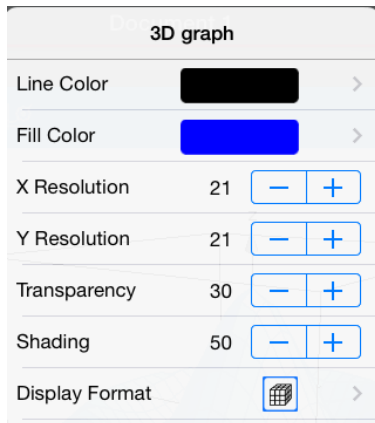 3D graph
Line Color
Fill Color
X Resolution 21 − +
Y Resolution 21 − +
Transparency 30 − +
Shading 50 − +
Display Format